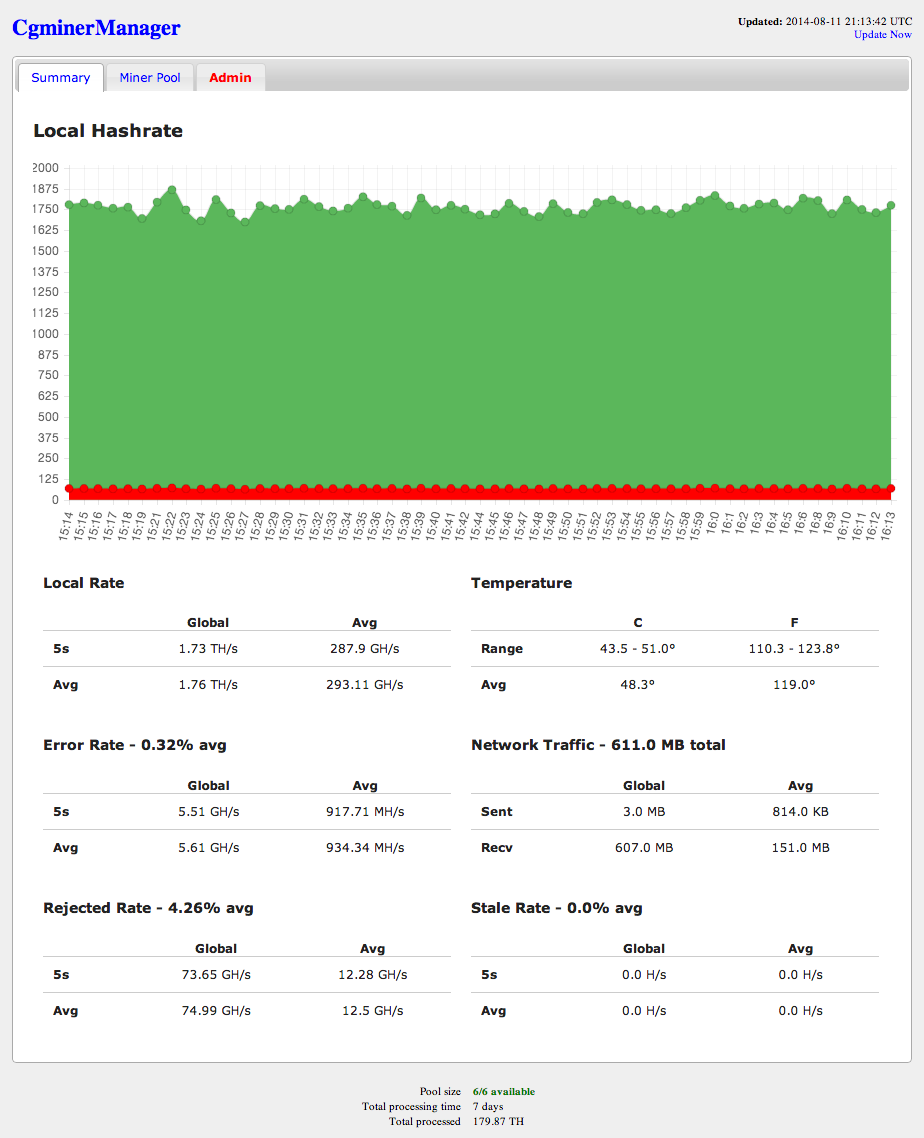 CgminerManager
Updated: 2014-08-11 21:13:42 UTC
Update Now
Summary Miner Pool Admin
Local Hashrate
2000
1875
1750
1625
1500
1375
1250
1125
1000
875
750
625
500
375
250
125
0
15:14 15:15 15:16 15:17 15:18 15:19 15:21 15:22 15:23 15:24 15:25 15:26 15:27 15:28 15:29 15:30 15:31 15:32 15:33 15:34 15:35 15:36 15:37 15:38 15:39 15:40 15:41 15:42 15:44 15:45 15:46 15:47 15:48 15:49 15:50 15:51 15:52 15:53 15:54 15:55 15:56 15:57 15:58 15:59 16:0 16:1 16:2 16:3 16:4 16:5 16:6 16:8 16:9 16:10 16:11 16:12 16:13
Local Rate
Global Avg
5s 1.73 TH/s 287.9 GH/s
Avg 1.76 TH/s 293.11 GH/s
Temperature
C F
Range 43.5 - 51.0° 110.3 - 123.8°
Avg 48.3° 119.0°
Error Rate - 0.32% avg
Global Avg
5s 5.51 GH/s 917.71 MH/s
Avg 5.61 GH/s 934.34 MH/s
Network Traffic - 611.0 MB total
Global Avg
Sent 3.0 MB 814.0 KB
Recv 607.0 MB 151.0 MB
Rejected Rate - 4.26% avg
Global Avg
5s 73.65 GH/s 12.28 GH/s
Avg 74.99 GH/s 12.5 GH/s
Stale Rate - 0.0% avg
Global Avg
5s 0.0 H/s 0.0 H/s
Avg 0.0 H/s 0.0 H/s
Pool size 6/6 available
Total processing time 7 days
Total processed 179.87 TH